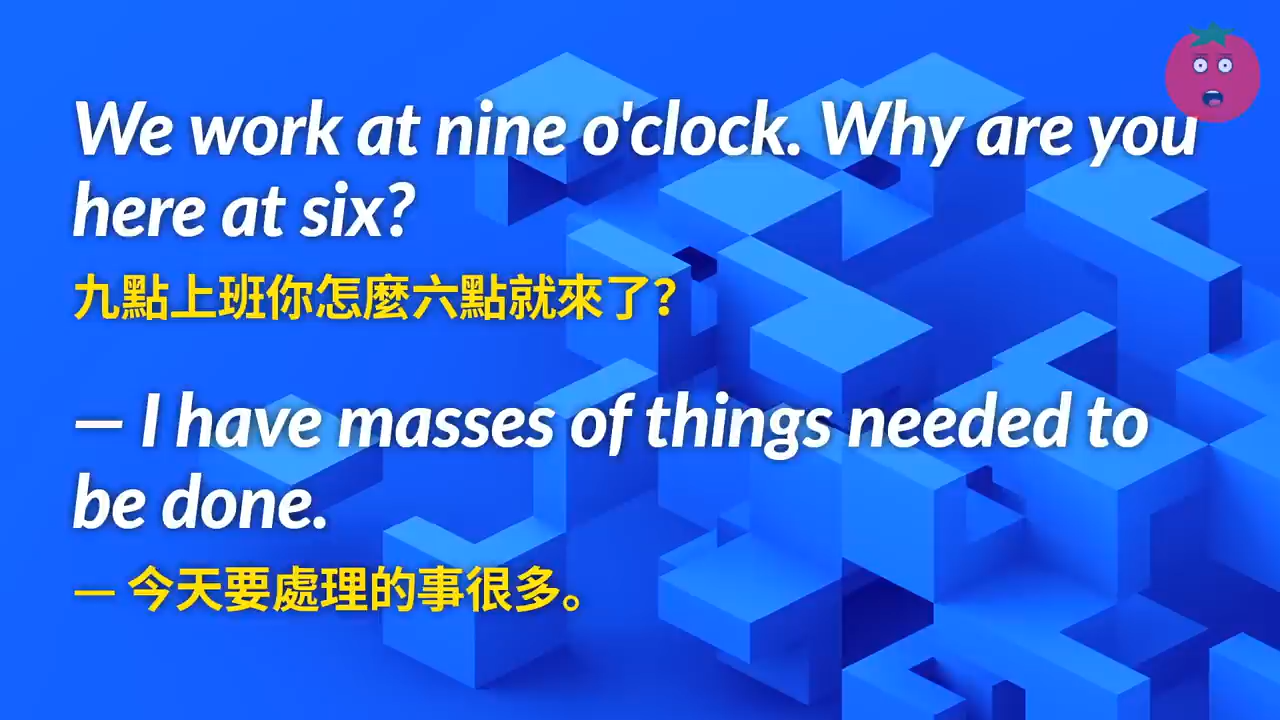 We work at nine o'clock. Why are you
here at six?
九點上班你怎麼六點就來了?
– I have masses of things needed to
be done.
– 今天要處理的事很多。